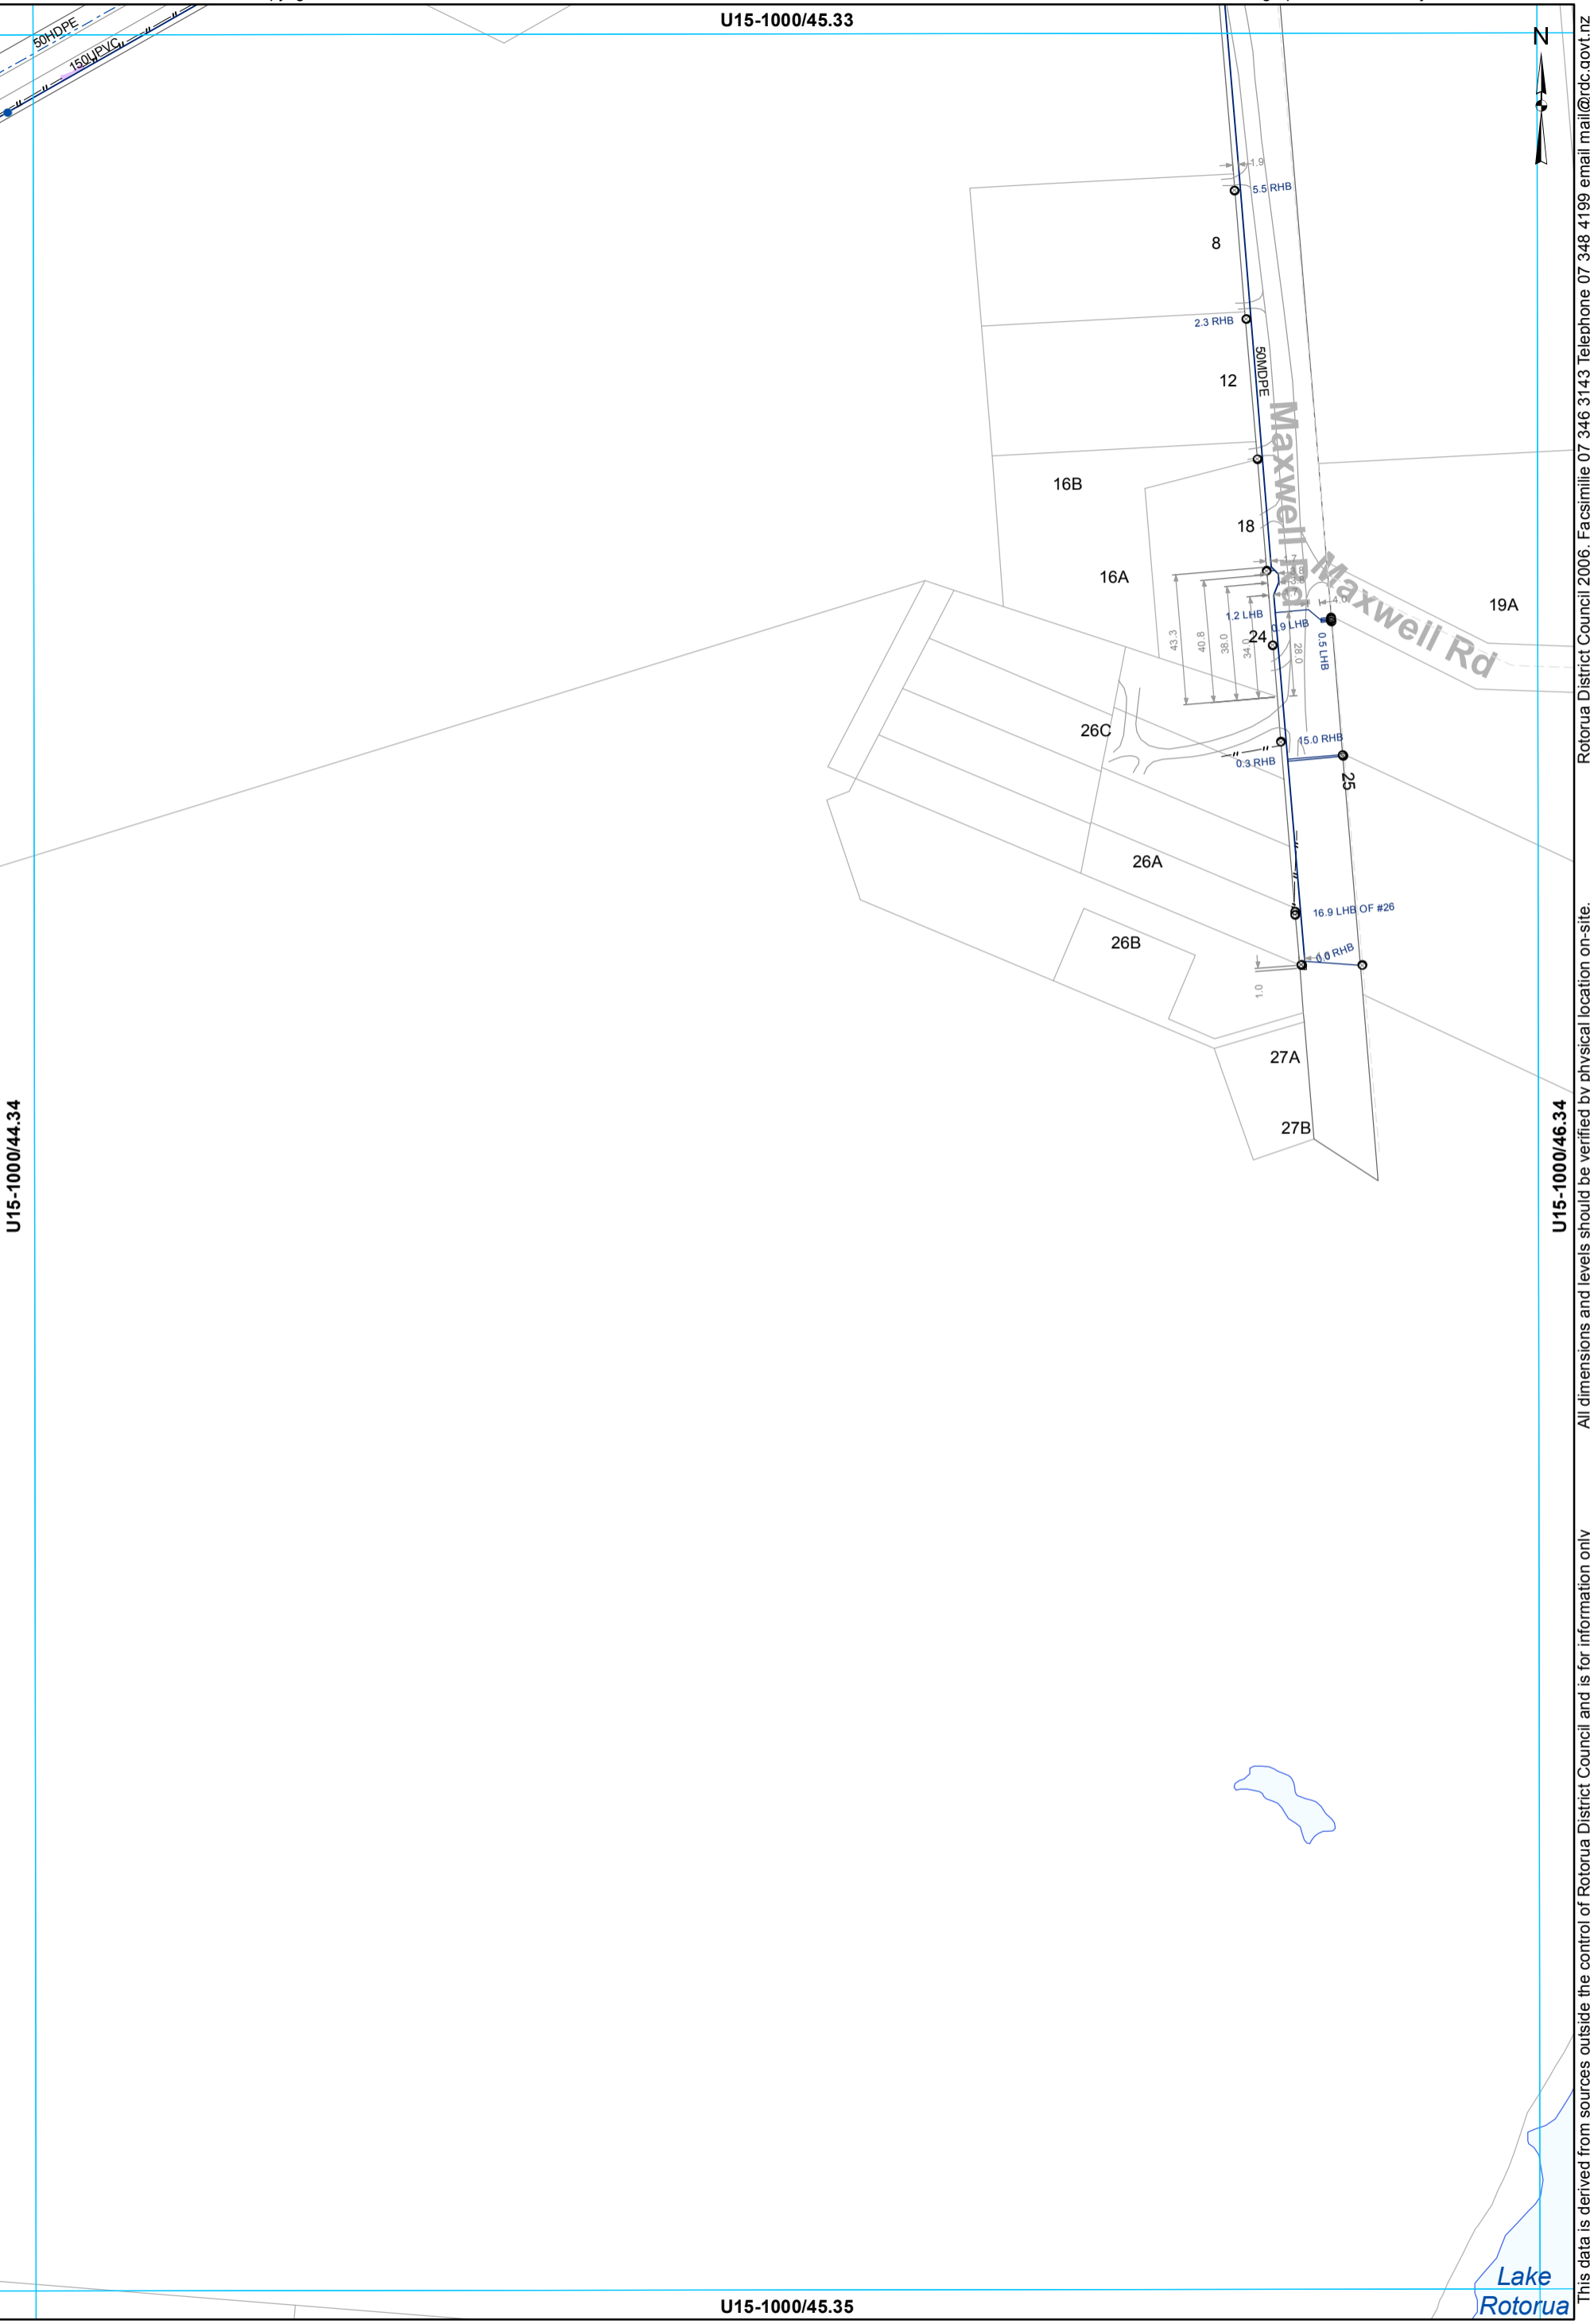 U15-1000/45.33
50HDPE
150UPVC
N
1.9
5.5 RHB
8
2.3 RHB
50MDPE
12
Maxwell Rd
16B
18
16A
1.7
Maxwell Rd
19A
4.0
1.2 LHB
0.9 LHB
0.5 LHB
24
43.3
40.8
38.0
34.0
28.0
26C
15.0 RHB
0.3 RHB
25
26A
16.9 LHB OF #26
26B
0.0 RHB
1.0
27A
27B
U15-1000/44.34
U15-1000/46.34
Lake
Rotorua
U15-1000/45.35
This data is derived from sources outside the control of Rotorua District Council and is for information only
All dimensions and levels should be verified by physical location on-site.
Rotorua District Council 2006. Facsimilie 07 346 3143 Telephone 07 348 4199 email mail@rdc.govt.nz